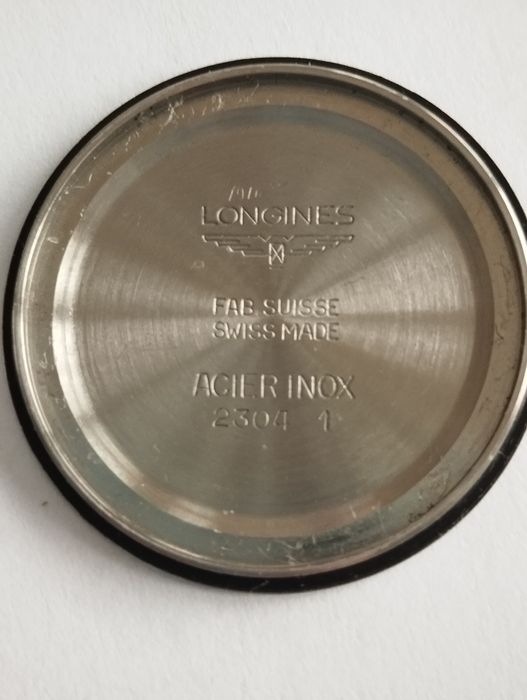 LONGINES
FAB. SUISSE
SWISS MADE
ACIER INOX
2304 1